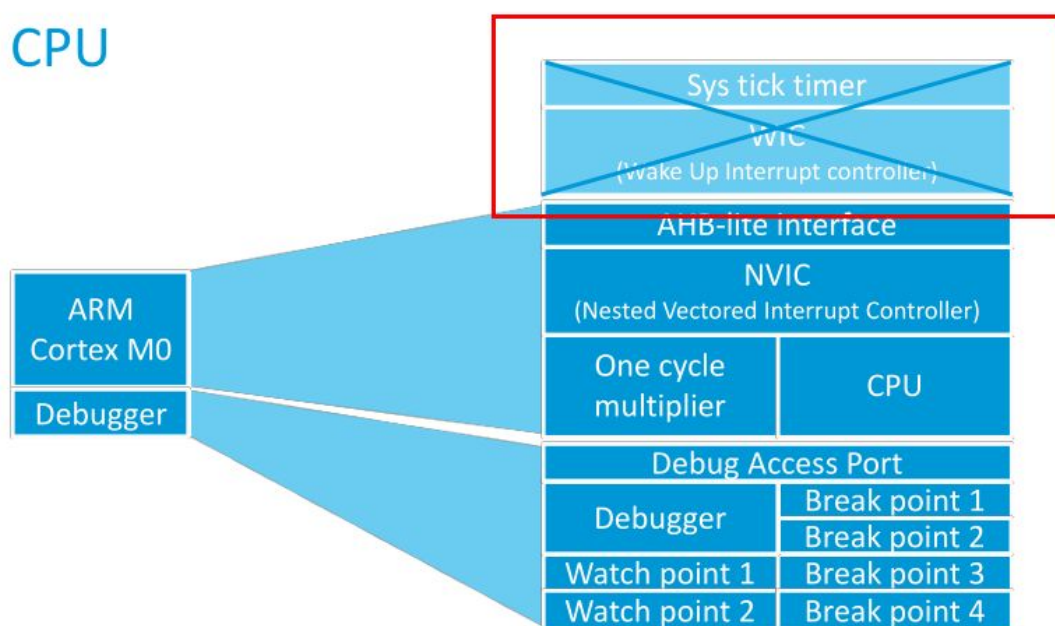 CPU
Sys tick timer
WIC
(Wake Up Interrupt controller)
AHB-lite interface
NVIC
(Nested Vectored Interrupt Controller)
One cycle
multiplier
CPU
ARM
Cortex M0
Debugger
Debug Access Port
Debugger
Break point 1
Break point 2
Watch point 1
Break point 3
Watch point 2
Break point 4